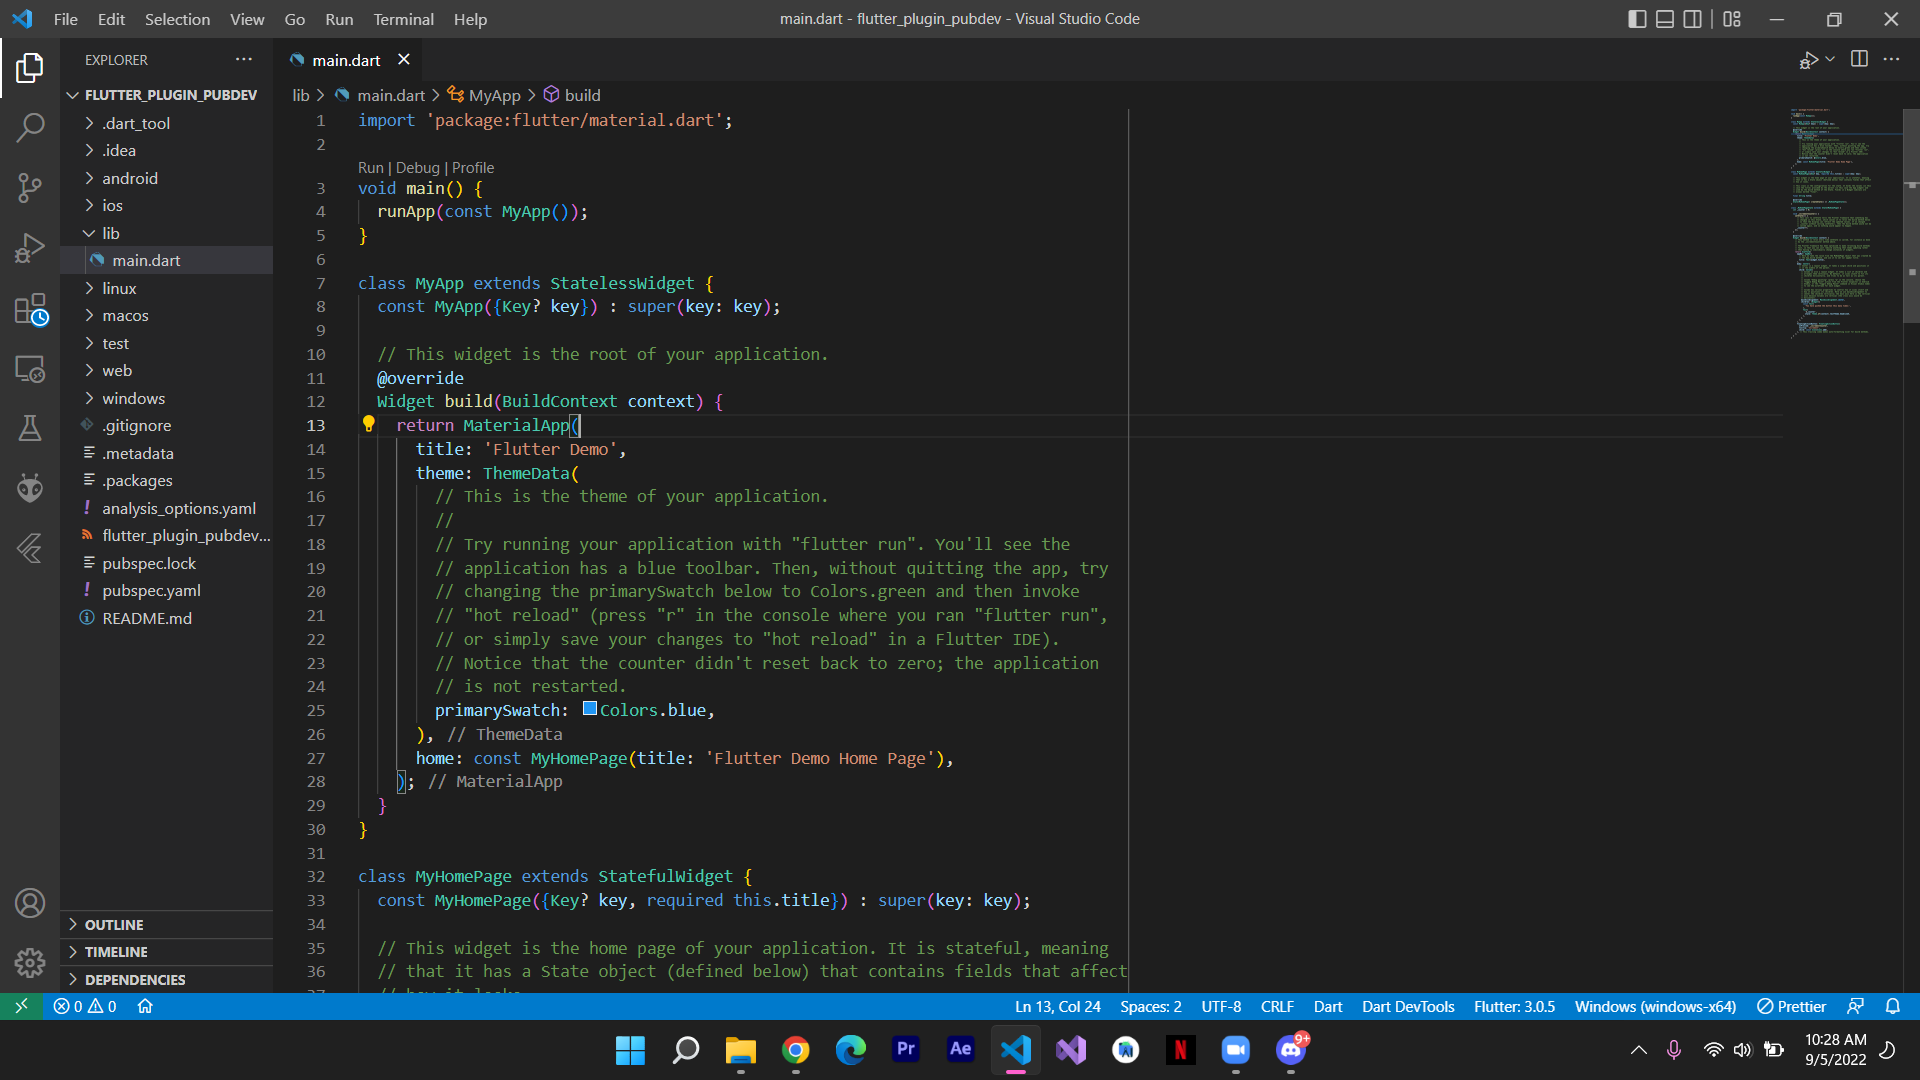 File Edit Selection View Go Run Terminal Help
main.dart - flutter_plugin_pubdev - Visual Studio Code
EXPLORER
FLUTTER_PLUGIN_PUBDEV
.dart_tool
.idea
android
ios
lib
main.dart
linux
macos
test
web
windows
.gitignore
.metadata
.packages
analysis_options.yaml
flutter_plugin_pubdev...
pubspec.lock
pubspec.yaml
README.md
OUTLINE
TIMELINE
DEPENDENCIES
main.dart
lib > main.dart > MyApp > build
1 import 'package:flutter/material.dart';
2
Run | Debug | Profile
3 void main() {
4 runApp(const MyApp());
5 }
6
7 class MyApp extends StatelessWidget {
8 const MyApp({Key? key}) : super(key: key);
9
10 // This widget is the root of your application.
11 @override
12 Widget build(BuildContext context) {
13 return MaterialApp(
14 title: 'Flutter Demo',
15 theme: ThemeData(
16 // This is the theme of your application.
17 //
18 // Try running your application with "flutter run". You'll see the
19 // application has a blue toolbar. Then, without quitting the app, try
20 // changing the primarySwatch below to Colors.green and then invoke
21 // "hot reload" (press "r" in the console where you ran "flutter run",
22 // or simply save your changes to "hot reload" in a Flutter IDE).
23 // Notice that the counter didn't reset back to zero; the application
24 // is not restarted.
25 primarySwatch: Colors.blue,
26 ), // ThemeData
27 home: const MyHomePage(title: 'Flutter Demo Home Page'),
28 ); // MaterialApp
29 }
30 }
31
32 class MyHomePage extends StatefulWidget {
33 const MyHomePage({Key? key, required this.title}) : super(key: key);
34
35 // This widget is the home page of your application. It is stateful, meaning
36 // that it has a State object (defined below) that contains fields that affect
0 0
Ln 13, Col 24 Spaces: 2 UTF-8 CRLF Dart Dart DevTools Flutter: 3.0.5 Windows (windows-x64) Prettier
Pr Ae N 9+
10:28 AM
9/5/2022